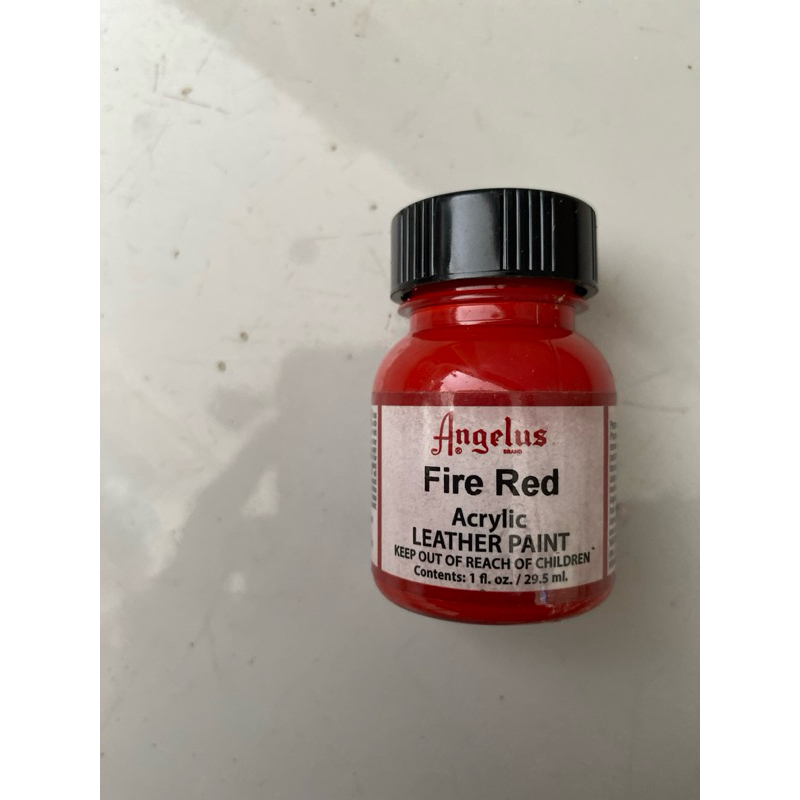 Angelus®
BRAND
Fire Red
Acrylic
LEATHER PAINT
KEEP OUT OF REACH OF CHILDREN
Contents: 1 fl. oz. / 29.5 ml.